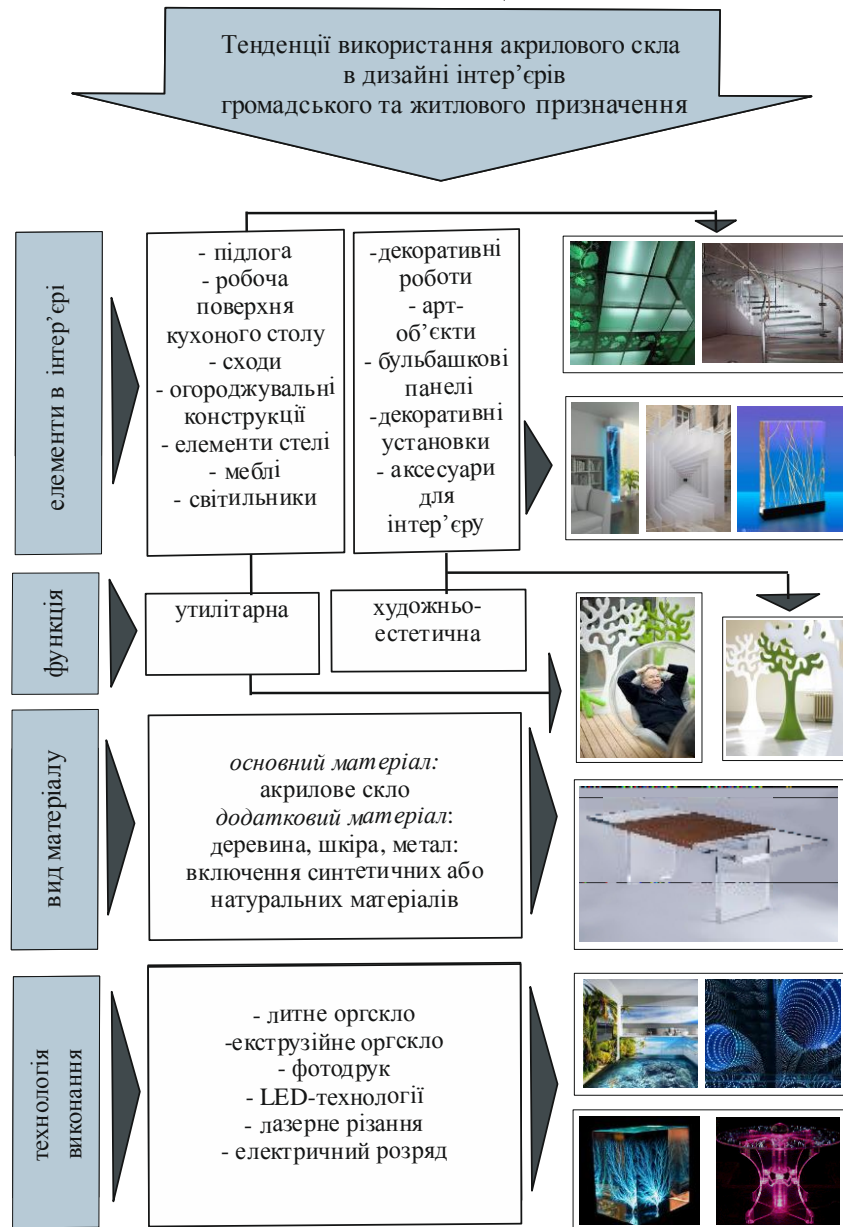 Тенденції використання акрилового скла
в дизайні інтер’єрів
громадського та житлового призначення
елементи в інтер’єрі
- підлога
- робоча
поверхня
кухоного столу
- сходи
- огороджувальні
конструкції
- елементи стелі
- меблі
- світильники
-декоративні
роботи
- арт-
об’єкти
- бульбашкові
панелі
-декоративні
установки
- аксесуари
для
інтер’єру
функція
утилітарна
художньо-
естетична
вид матеріалу
основний матеріал:
акрилове скло
додатковий матеріал:
деревина, шкіра, метал:
включення синтетичних або
натуральних матеріалів
технологія
виконання
- литне оргскло
-екструзійне оргскло
- фотодрук
- LED-технології
- лазерне різання
- електричний розряд